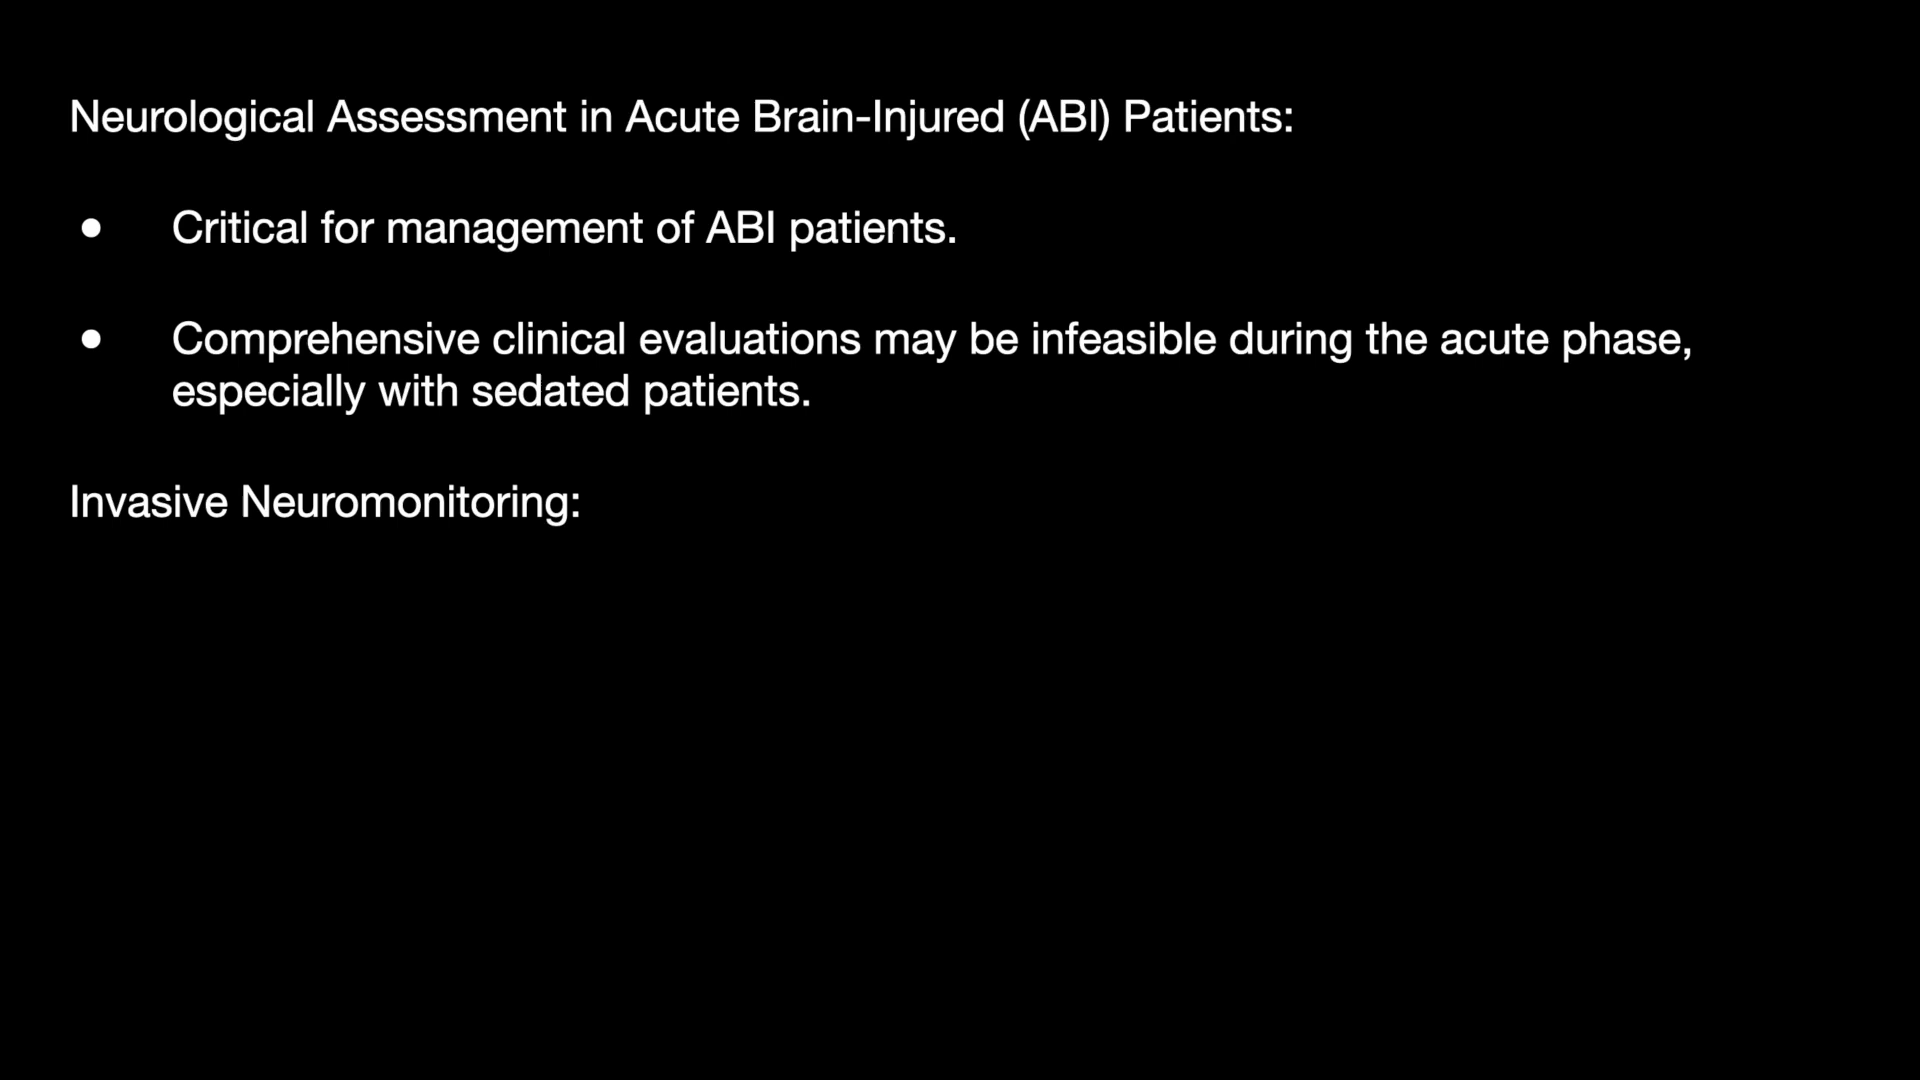 Neurological Assessment in Acute Brain-Injured (ABI) Patients:
● Critical for management of ABI patients.
● Comprehensive clinical evaluations may be infeasible during the acute phase,
especially with sedated patients.
Invasive Neuromonitoring: